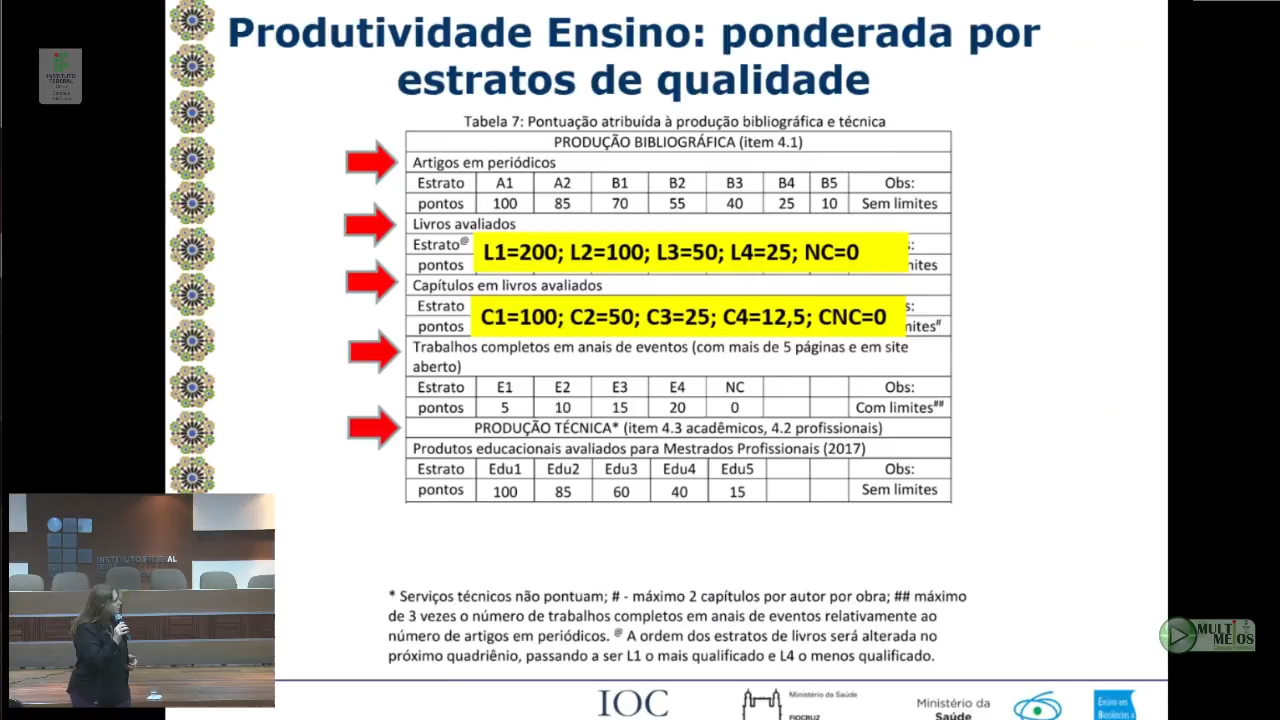 Produtividade Ensino: ponderada por
estratos de qualidade
INSTITUTO
FEDERAL
Tabela 7: Pontuação atribuída à produção bibliográfica e técnica
PRODUÇÃO BIBLIOGRÁFICA (item 4.1)
Artigos em periódicos
Estrato A1 A2 B1 B2 B3 B4 B5 Obs:
pontos 100 85 70 55 40 25 10 Sem limites
Livros avaliados
Estrato@
L1=200; L2=100; L3=50; L4=25; NC=0
pontos
Capítulos em livros avaliados
Estrato
C1=100; C2=50; C3=25; C4=12,5; CNC=0
pontos
Trabalhos completos em anais de eventos (com mais de 5 páginas e em site
aberto)
Estrato E1 E2 E3 E4 NC Obs:
pontos 5 10 15 20 0 Com limites##
PRODUÇÃO TÉCNICA* (item 4.3 acadêmicos, 4.2 profissionais)
Produtos educacionais avaliados para Mestrados Profissionais (2017)
Estrato Edu1 Edu2 Edu3 Edu4 Edu5 Obs:
pontos 100 85 60 40 15 Sem limites
INSTITUTO FEDERAL
* Serviços técnicos não pontuam; # - máximo 2 capítulos por autor por obra; ## máximo
de 3 vezes o número de trabalhos completos em anais de eventos relativamente ao
número de artigos em periódicos. @ A ordem dos estratos de livros será alterada no
próximo quadriênio, passando a ser L1 o mais qualificado e L4 o menos qualificado.
MULTIMEIOS
IOC
Ministério da Saúde
FIOCRUZ
Ministério da
Saúde
Ensino em
Biociências e